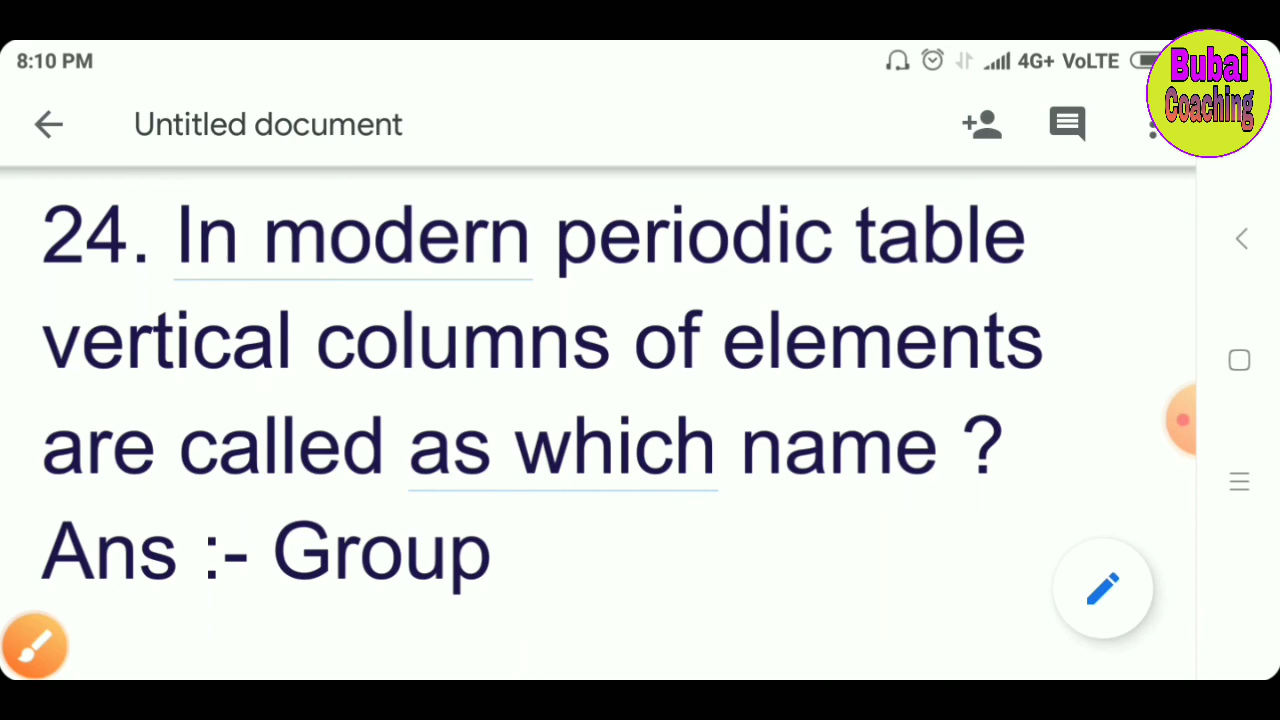 8:10 PM 4G+ VoLTE
Bubai
Coaching
Untitled document
24. In modern periodic table
vertical columns of elements
are called as which name ?
Ans :- Group